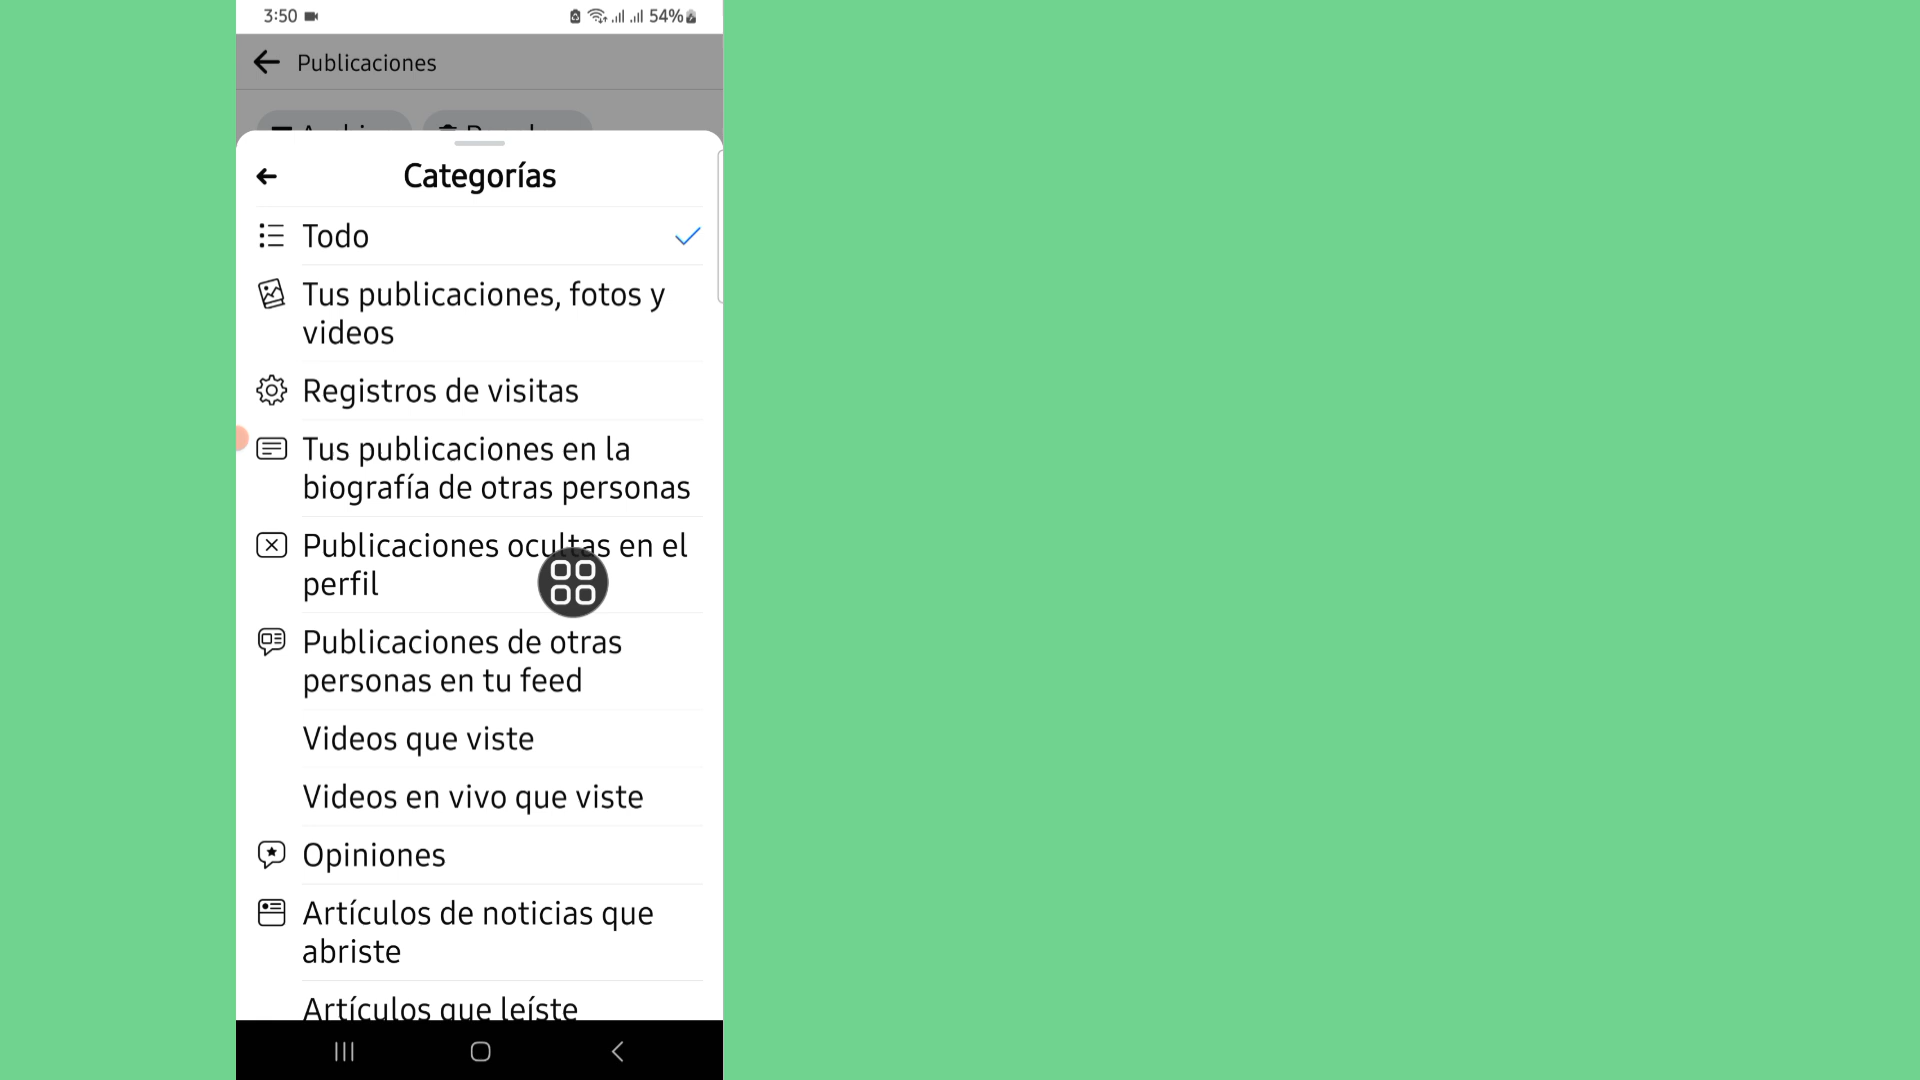 3:50
54%
Publicaciones
Categorías
Todo
Tus publicaciones, fotos y
videos
Registros de visitas
Tus publicaciones en la
biografía de otras personas
Publicaciones ocultas en el
perfil
Publicaciones de otras
personas en tu feed
Videos que viste
Videos en vivo que viste
Opiniones
Artículos de noticias que
abriste
Artículos que leíste